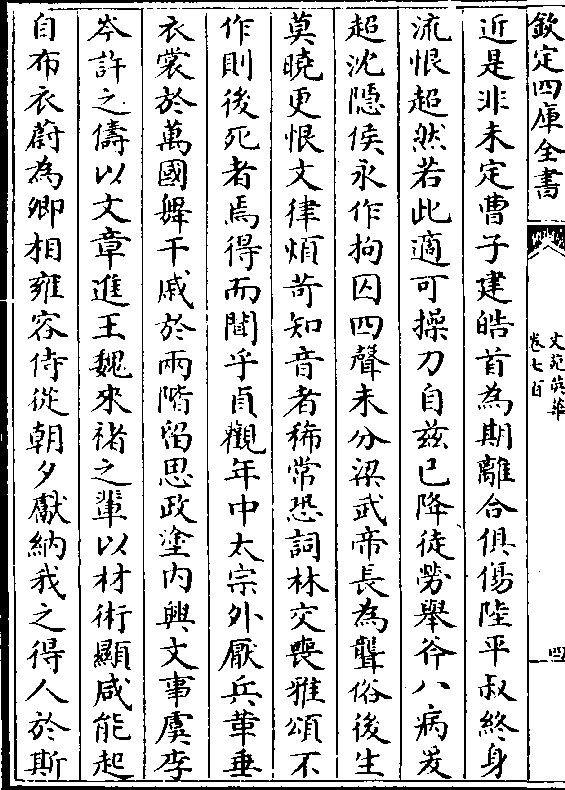 欽定四庫全書
文苑英華
卷七百
四
近是非未定曹子建皓首為期離合俱傷陸平叔終身
流恨超然若此適可操刀自兹已降徒勞舉斧八病爰
超沈隱侯永作拘囚四聲未分梁武帝長為聾俗後生
莫曉更恨文律煩苛知音者稀常恐詞林交喪雅頌不
作則後死者焉得而聞乎貞觀年中太宗外厭兵革垂
衣裳於萬國舞干戚於兩階留思政塗内興文事虞李
岑許之儔以文章進王魏來褚之輩以材術顯咸能起
自布衣蔚為卿相雍容侍從朝夕獻納我之得人於斯